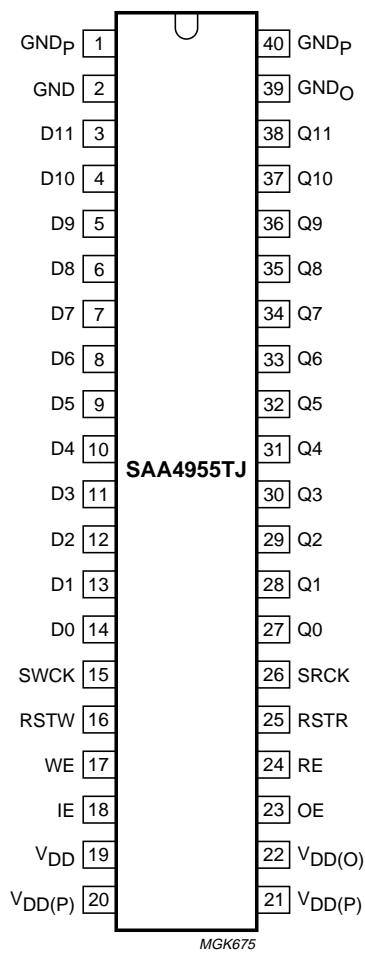 GNDP 1 40 GNDP
GND 2 39 GNDO
D11 3 38 Q11
D10 4 37 Q10
D9 5 36 Q9
D8 6 35 Q8
D7 7 34 Q7
D6 8 33 Q6
D5 9 32 Q5
D4 10 31 Q4
SAA4955TJ
D3 11 30 Q3
D2 12 29 Q2
D1 13 28 Q1
D0 14 27 Q0
SWCK 15 26 SRCK
RSTW 16 25 RSTR
WE 17 24 RE
IE 18 23 OE
VDD 19 22 VDD(O)
VDD(P) 20 21 VDD(P)
MGK675